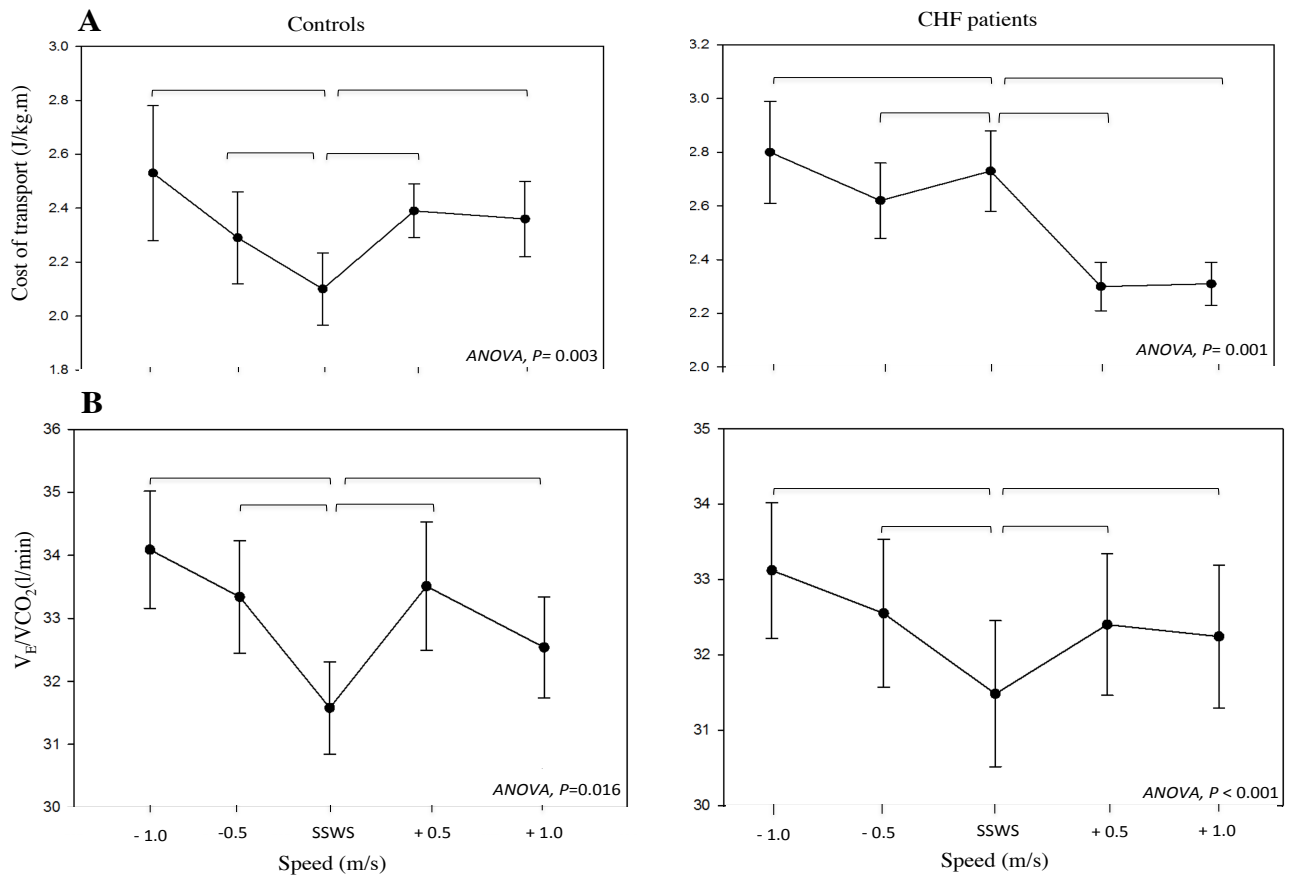 A
Controls
CHF patients
Cost of transport (J/kg.m)
3.0
2.8
2.6
2.4
2.2
2.0
1.8
ANOVA, P= 0.003
3.2
3.0
2.8
2.6
2.4
2.2
2.0
ANOVA, P= 0.001
B
VE/VCO2(l/min)
36
35
34
33
32
31
30
ANOVA, P=0.016
- 1.0
-0.5
SSWS
+ 0.5
+ 1.0
Speed (m/s)
35
34
33
32
31
30
ANOVA, P < 0.001
- 1.0
- 0.5
SSWS
+ 0.5
+ 1.0
Speed (m/s)